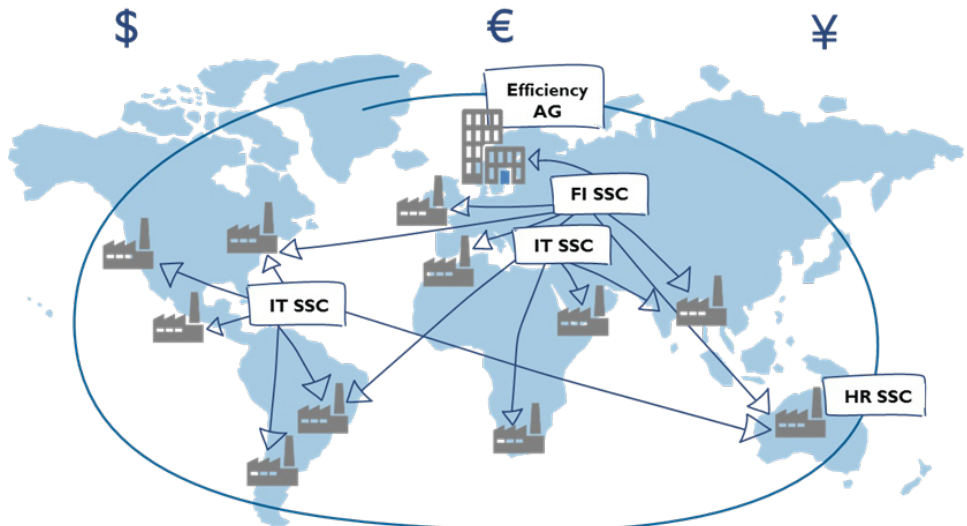 $ € ¥
Efficiency
AG
FI SSC
IT SSC
IT SSC
HR SSC